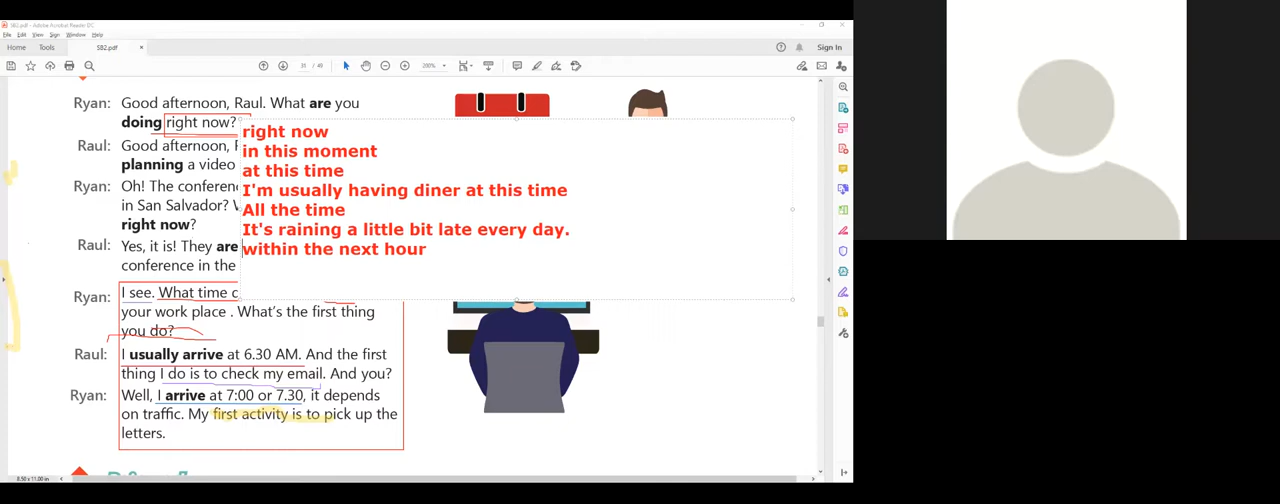 SB2.pdf - Adobe Acrobat Reader DC
File Edit View Sign Window Help
Home Tools SB2.pdf × Sign In
31 / 49 200%
Ryan: Good afternoon, Raul. What are you
doing right now?
Raul: Good afternoon,
planning a video
Ryan: Oh! The conferenc
in San Salvador?
right now?
Raul: Yes, it is! They are
conference in the
right now
in this moment
at this time
I'm usually having diner at this time
All the time
It's raining a little bit late every day.
within the next hour
Ryan: I see. What time
your work place . What's the first thing
you do?
Raul: I usually arrive at 6.30 AM. And the first
thing I do is to check my email. And you?
Ryan: Well, I arrive at 7:00 or 7.30, it depends
on traffic. My first activity is to pick up the
letters.
8.50 x 11.00 in